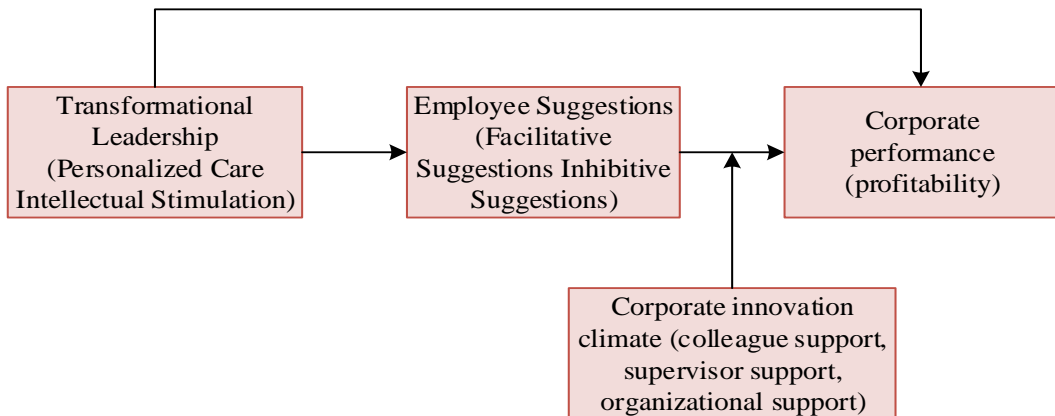 Transformational
Leadership
(Personalized Care
Intellectual Stimulation)
Employee Suggestions
(Facilitative
Suggestions Inhibitive
Suggestions)
Corporate
performance
(profitability)
Corporate innovation
climate (colleague support,
supervisor support,
organizational support)